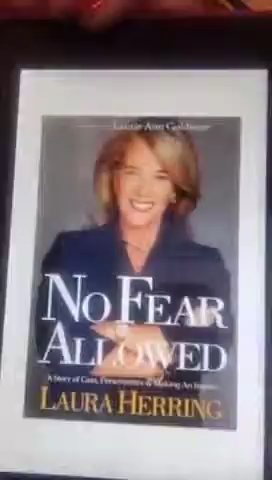 NO FEAR
ALLOWED
A Story of Guts, Perseverance & Making An Impact
LAURA HERRING